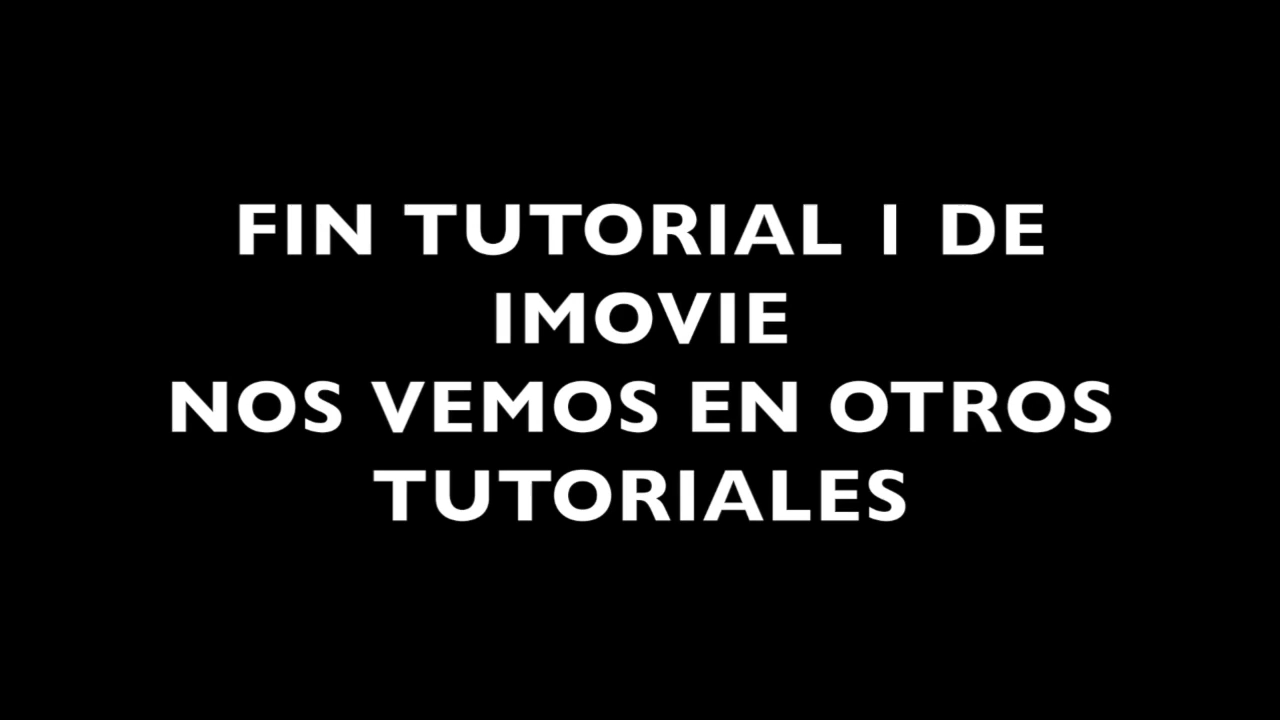 FIN TUTORIAL 1 DE
IMOVIE
NOS VEMOS EN OTROS
TUTORIALES